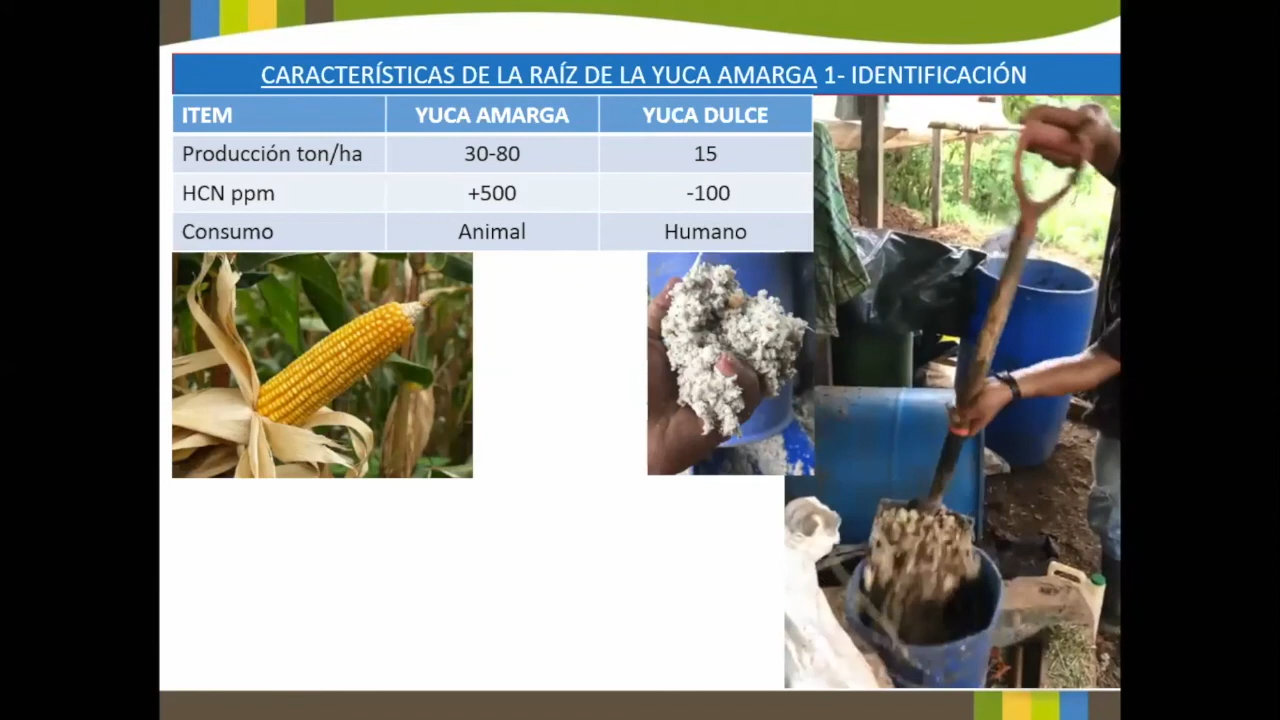 CARACTERÍSTICAS DE LA RAÍZ DE LA YUCA AMARGA 1- IDENTIFICACIÓN
ITEM YUCA AMARGA YUCA DULCE
Producción ton/ha 30-80 15
HCN ppm +500 -100
Consumo Animal Humano